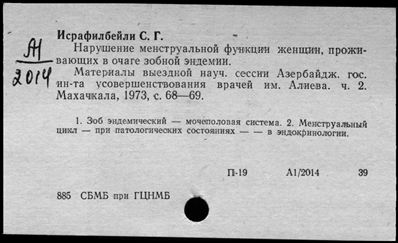 А1
2014
Исрафилбейли С. Г.
Нарушение менструальной функции женщин, прожи-
вающих в очаге зобной эндемии.
Материалы выездной науч. сессии Азербайдж. гос.
ин-та усовершенствования врачей им. Алиева. ч. 2.
Махачкала, 1973, с. 68—69.
1. Зоб эндемический — мочеполовая система. 2. Менструальный
цикл — при патологических состояниях — — в эндокринологии.
П-19 А1/2014 39
885 СБМБ при ГЦНМБ